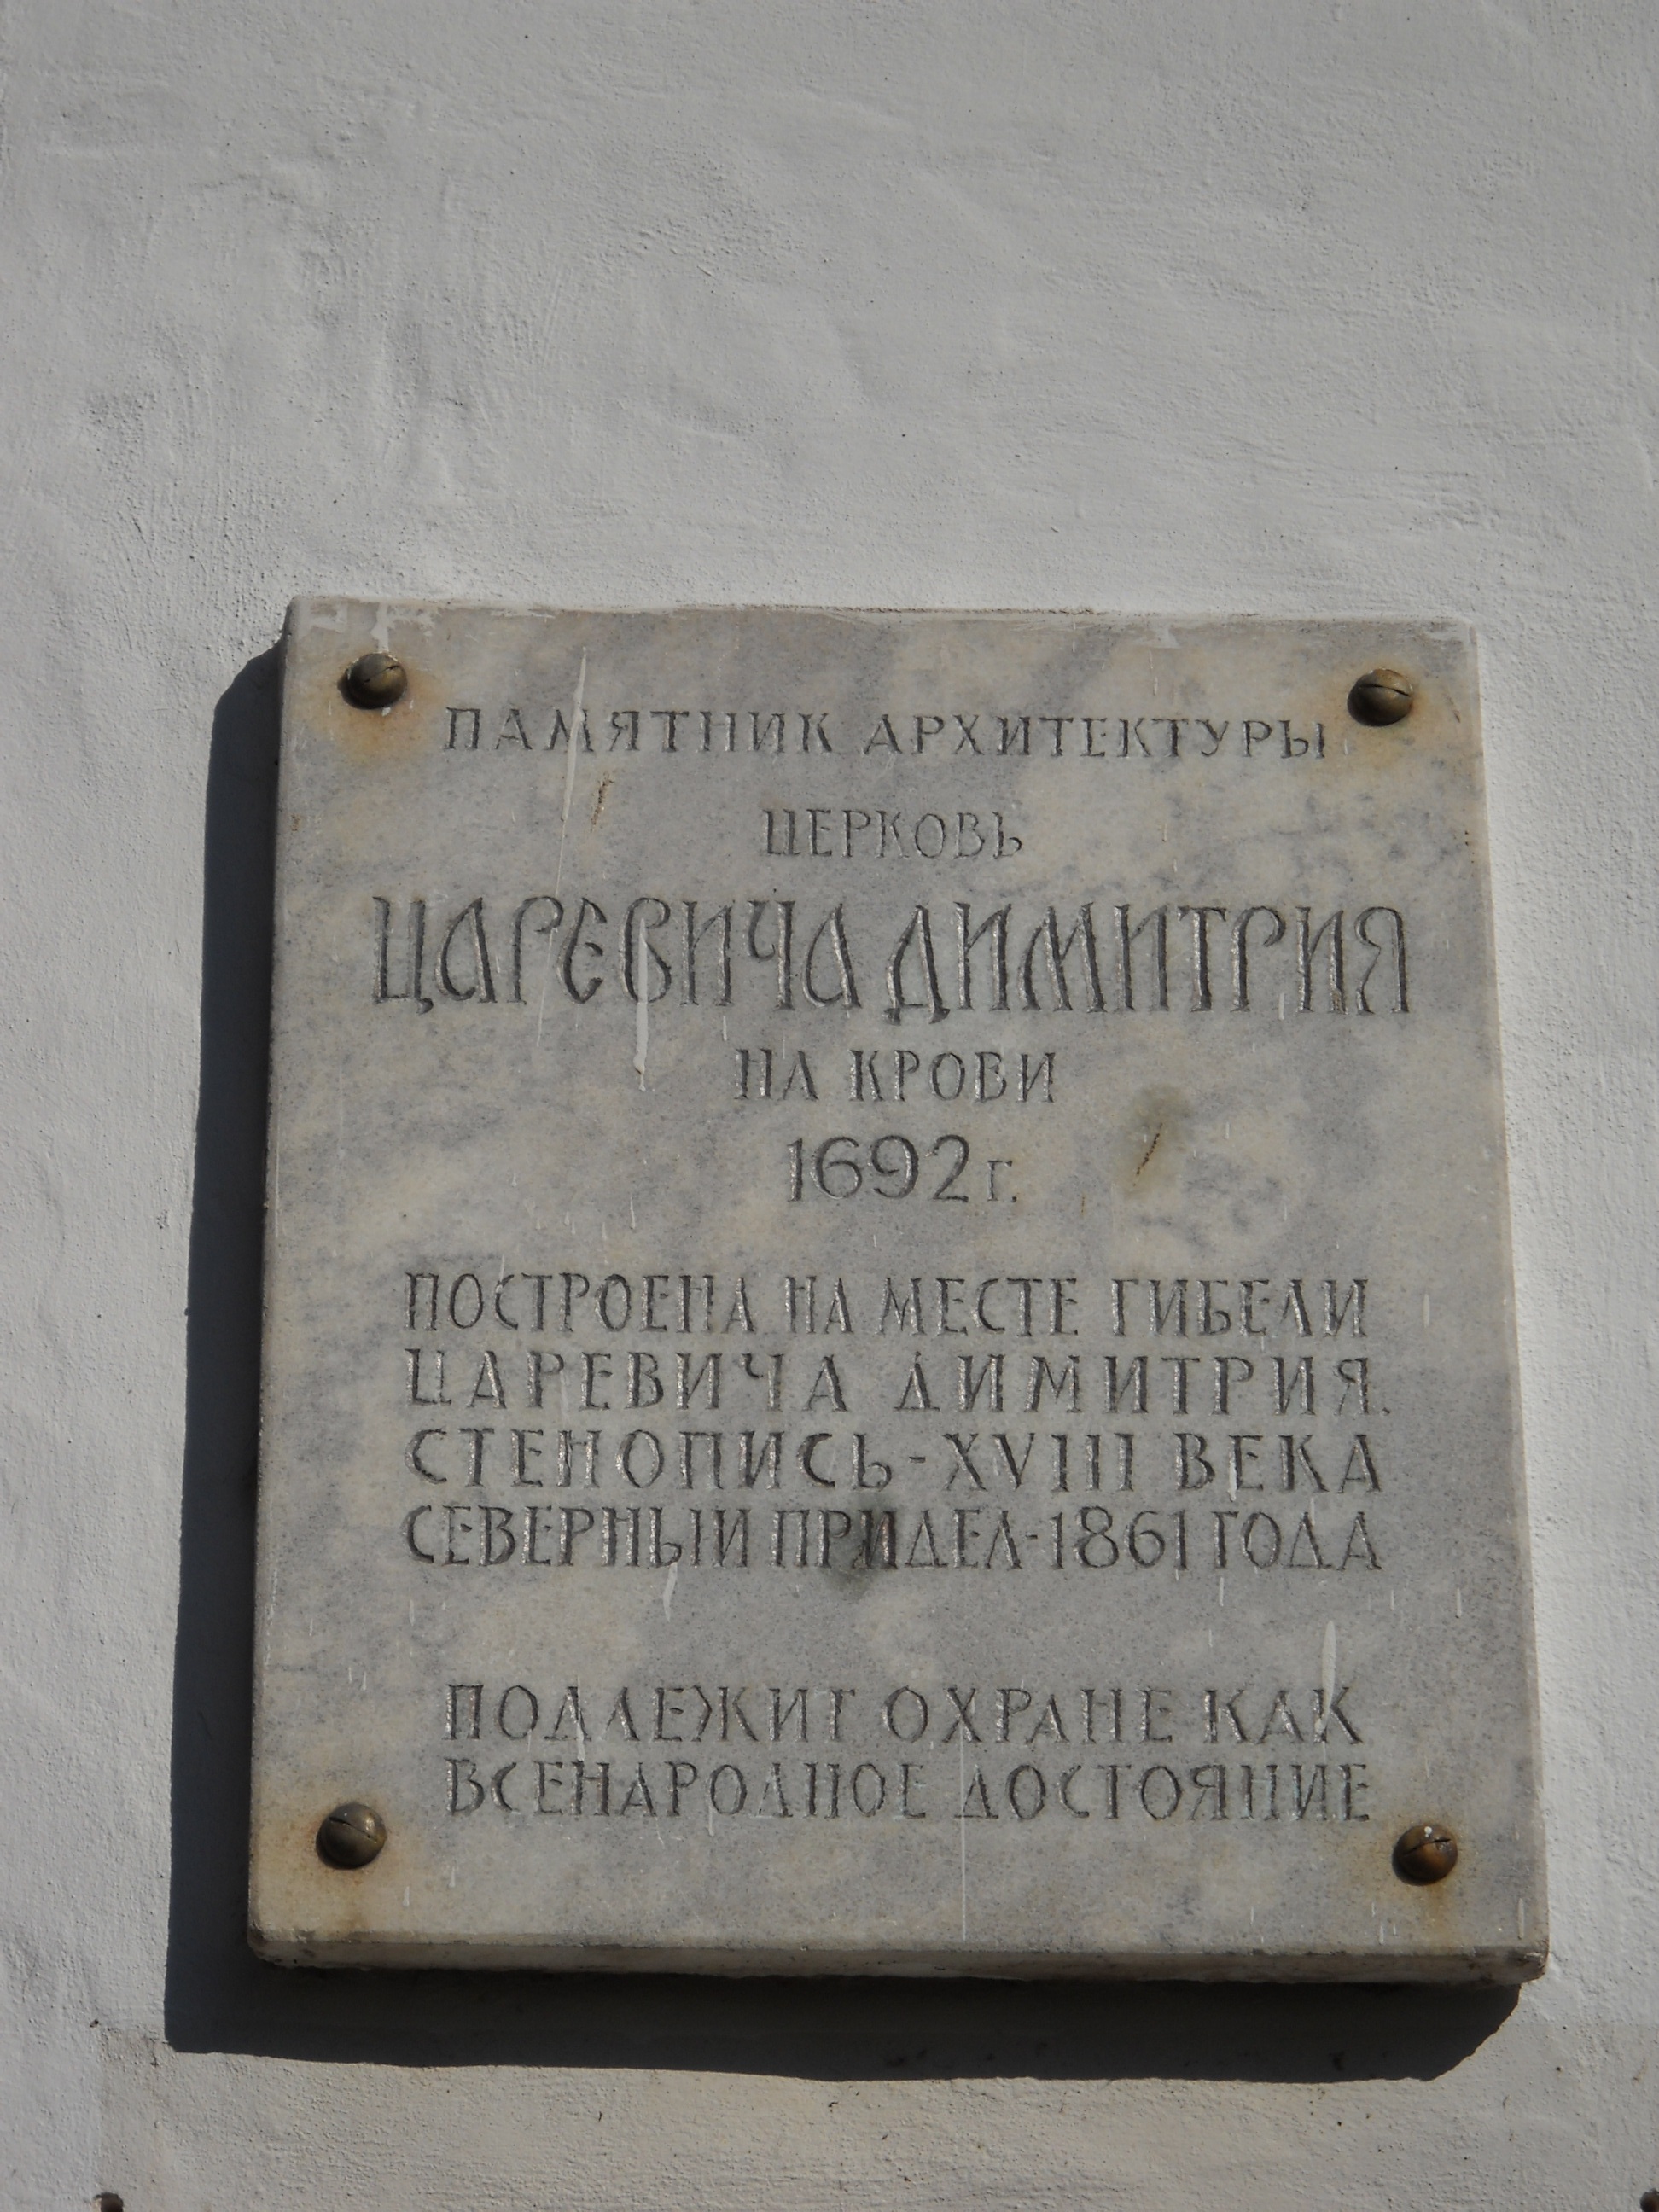 ПАМЯТНИК АРХИТЕКТУРЫ
ЦЕРКОВЬ
ЦАРЕВИЧА ДИМИТРИЯ
НА КРОВИ
1692 г.
ПОСТРОЕНА НА МЕСТЕ ГИБЕЛИ
ЦАРЕВИЧА ДИМИТРИЯ.
СТЕНОПИСЬ - XVIII ВЕКА
СЕВЕРНЫЙ ПРИДЕЛ - 1861 ГОДА
ПОДЛЕЖИТ ОХРАНЕ КАК
ВСЕНАРОДНОЕ ДОСТОЯНИЕ